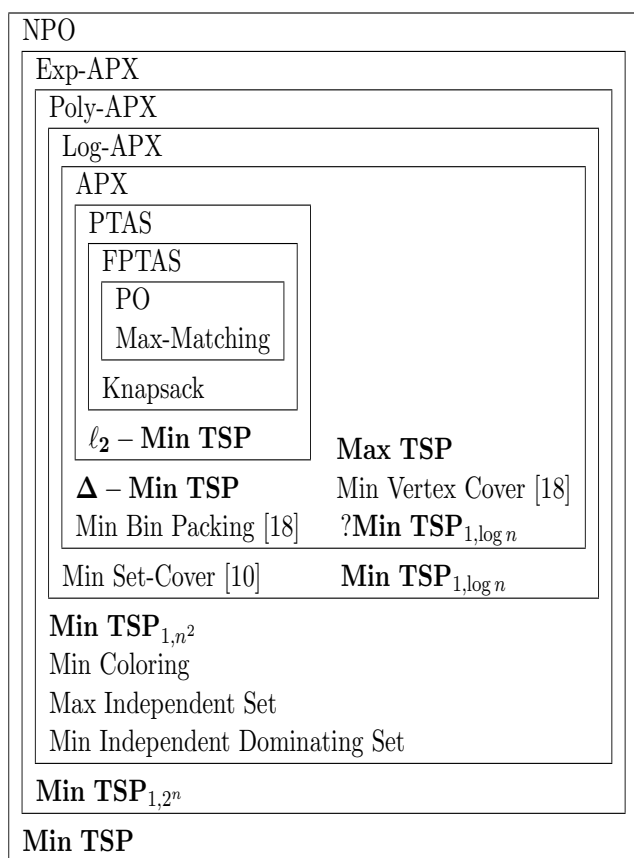 NPO
Exp-APX
Poly-APX
Log-APX
APX
PTAS
FPTAS
PO
Max-Matching
Knapsack
ℓ₂ – Min TSP
Max TSP
Δ – Min TSP
Min Vertex Cover [18]
Min Bin Packing [18]
?Min TSP₁,log n
Min Set-Cover [10]
Min TSP₁,log n
Min TSP₁,n²
Min Coloring
Max Independent Set
Min Independent Dominating Set
Min TSP₁,2ⁿ
Min TSP